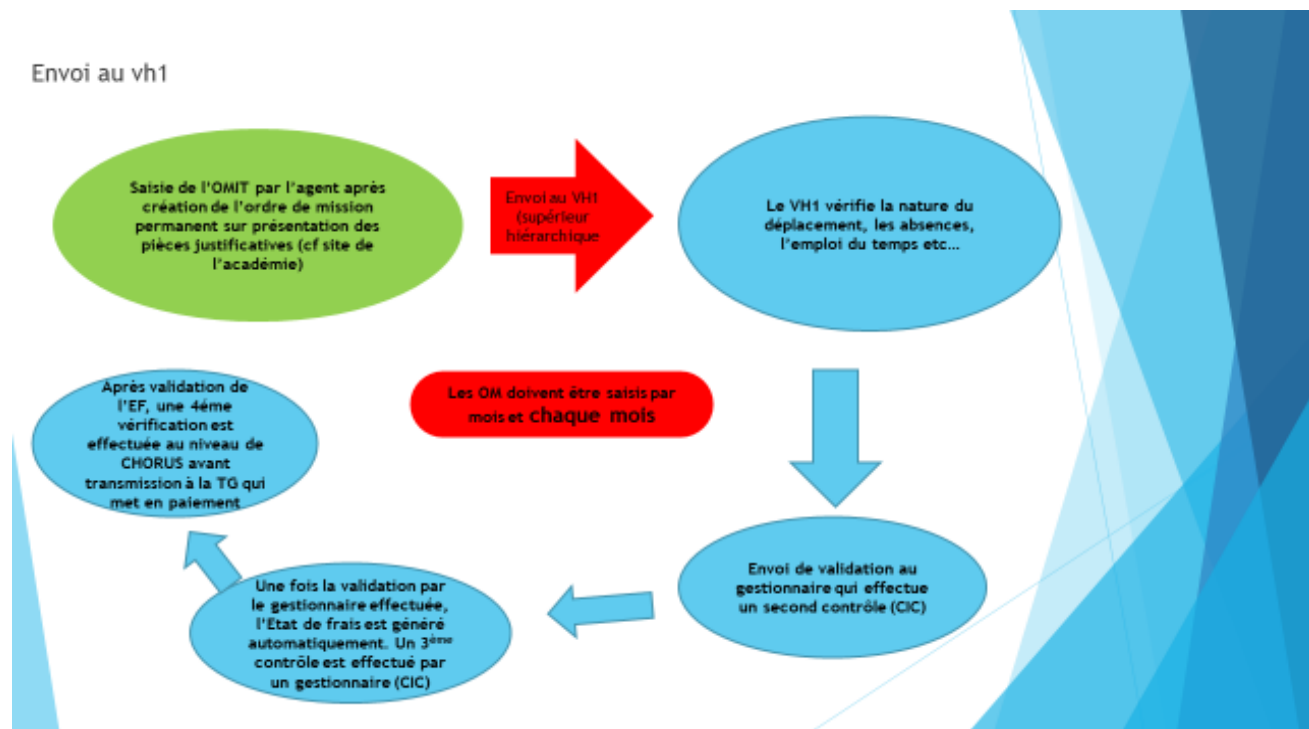 Envoi au vh1
Saisie de l'OMIT par l'agent après
création de l'ordre de mission
permanent sur présentation des
pièces justificatives (cf site de
l'académie)
Envoi au VH1
(supérieur
hiérarchique
Le VH1 vérifie la nature du
déplacement, les absences,
l'emploi du temps etc…
Les OM doivent être saisis par
mois et chaque mois
Envoi de validation au
gestionnaire qui effectue
un second contrôle (CIC)
Une fois la validation par
le gestionnaire effectuée,
l'Etat de frais est généré
automatiquement. Un 3ème
contrôle est effectué par
un gestionnaire (CIC)
Après validation de
l'EF, une 4éme
vérification est
effectuée au niveau de
CHORUS avant
transmission à la TG qui
met en paiement